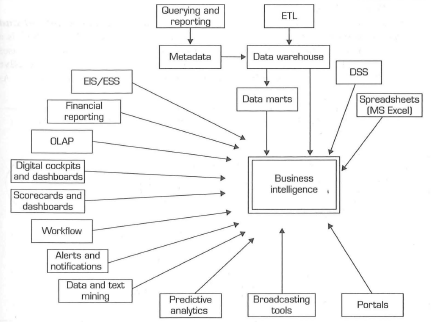 Querying and
reporting
ETL
Metadata
Data warehouse
DSS
EIS/ESS
Data marts
Spreadsheets
(MS Excel)
Financial
reporting
OLAP
Digital cockpits
and dashboards
Business
intelligence
Scorecards and
dashboards
Workflow
Alerts and
notifications
Data and text
mining
Predictive
analytics
Broadcasting
tools
Portals